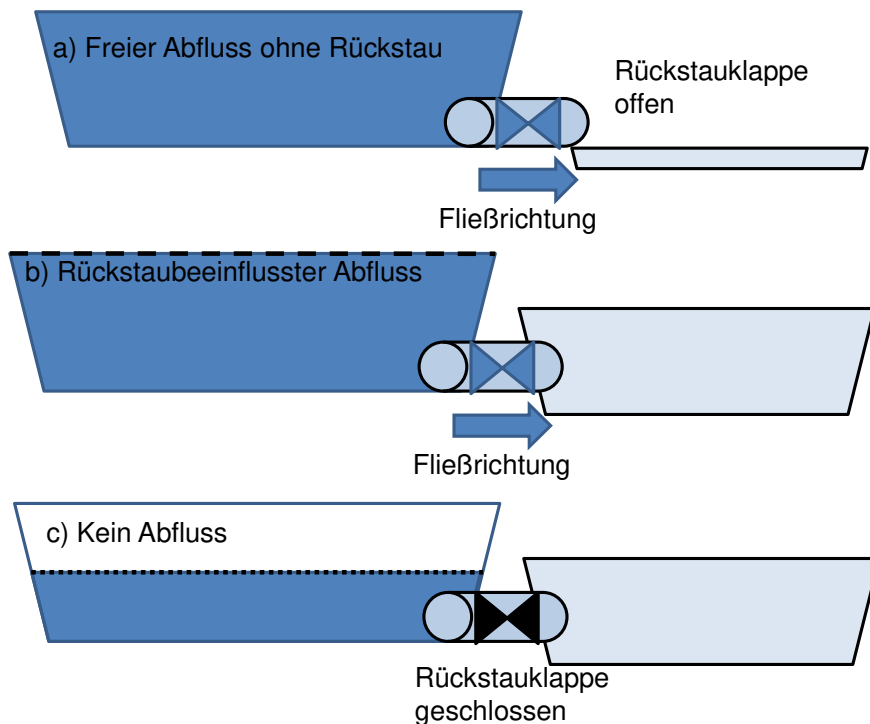 a) Freier Abfluss ohne Rückstau
Rückstauklappe
offen
Fließrichtung
b) Rückstaubeeinflusster Abfluss
Fließrichtung
c) Kein Abfluss
Rückstauklappe
geschlossen